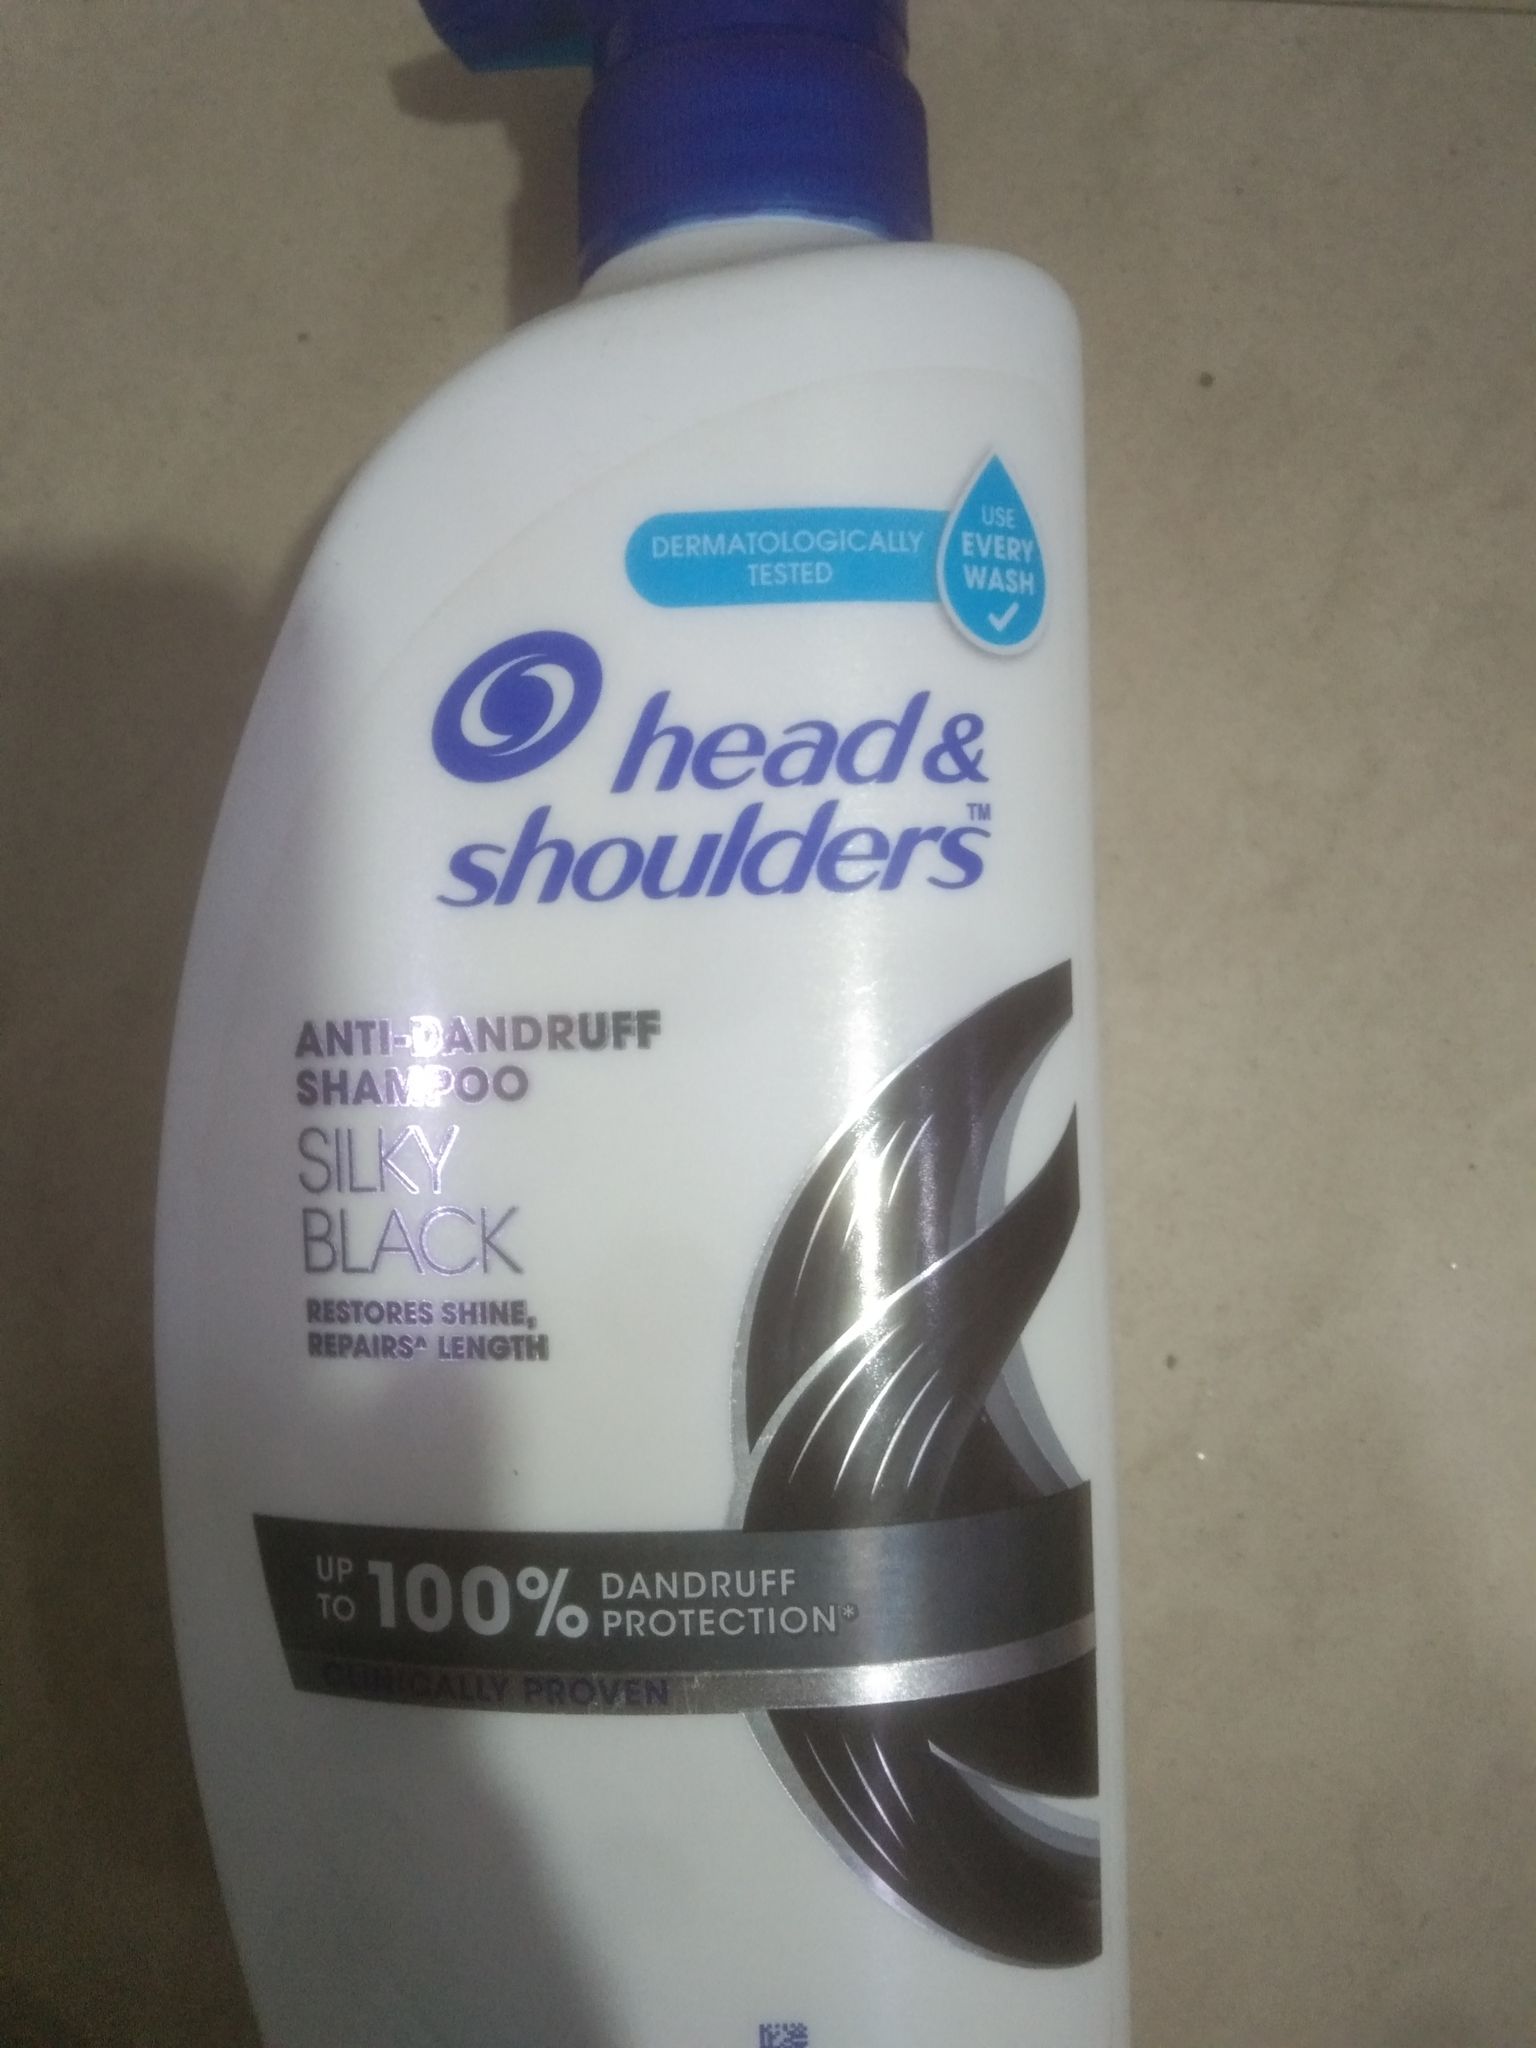 DERMATOLOGICALLY
TESTED
USE
EVERY
WASH
head &
shoulders™
ANTI-DANDRUFF
SHAMPOO
SILKY
BLACK
RESTORES SHINE,
REPAIRS^ LENGTH
UP
TO
100%
DANDRUFF
PROTECTION*
CLINICALLY PROVEN